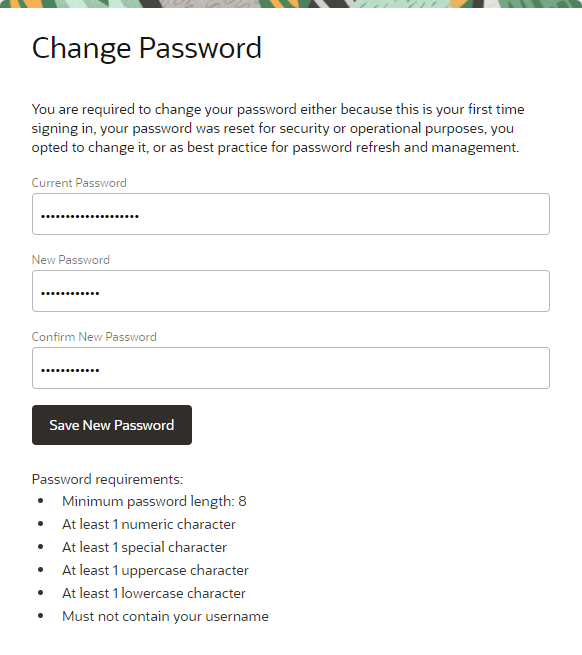 Change Password
You are required to change your password either because this is your first time
signing in, your password was reset for security or operational purposes, you
opted to change it, or as best practice for password refresh and management.
Current Password
••••••••••••••••••••
New Password
••••••••••••
Confirm New Password
••••••••••••
Save New Password
Password requirements:
• Minimum password length: 8
• At least 1 numeric character
• At least 1 special character
• At least 1 uppercase character
• At least 1 lowercase character
• Must not contain your username